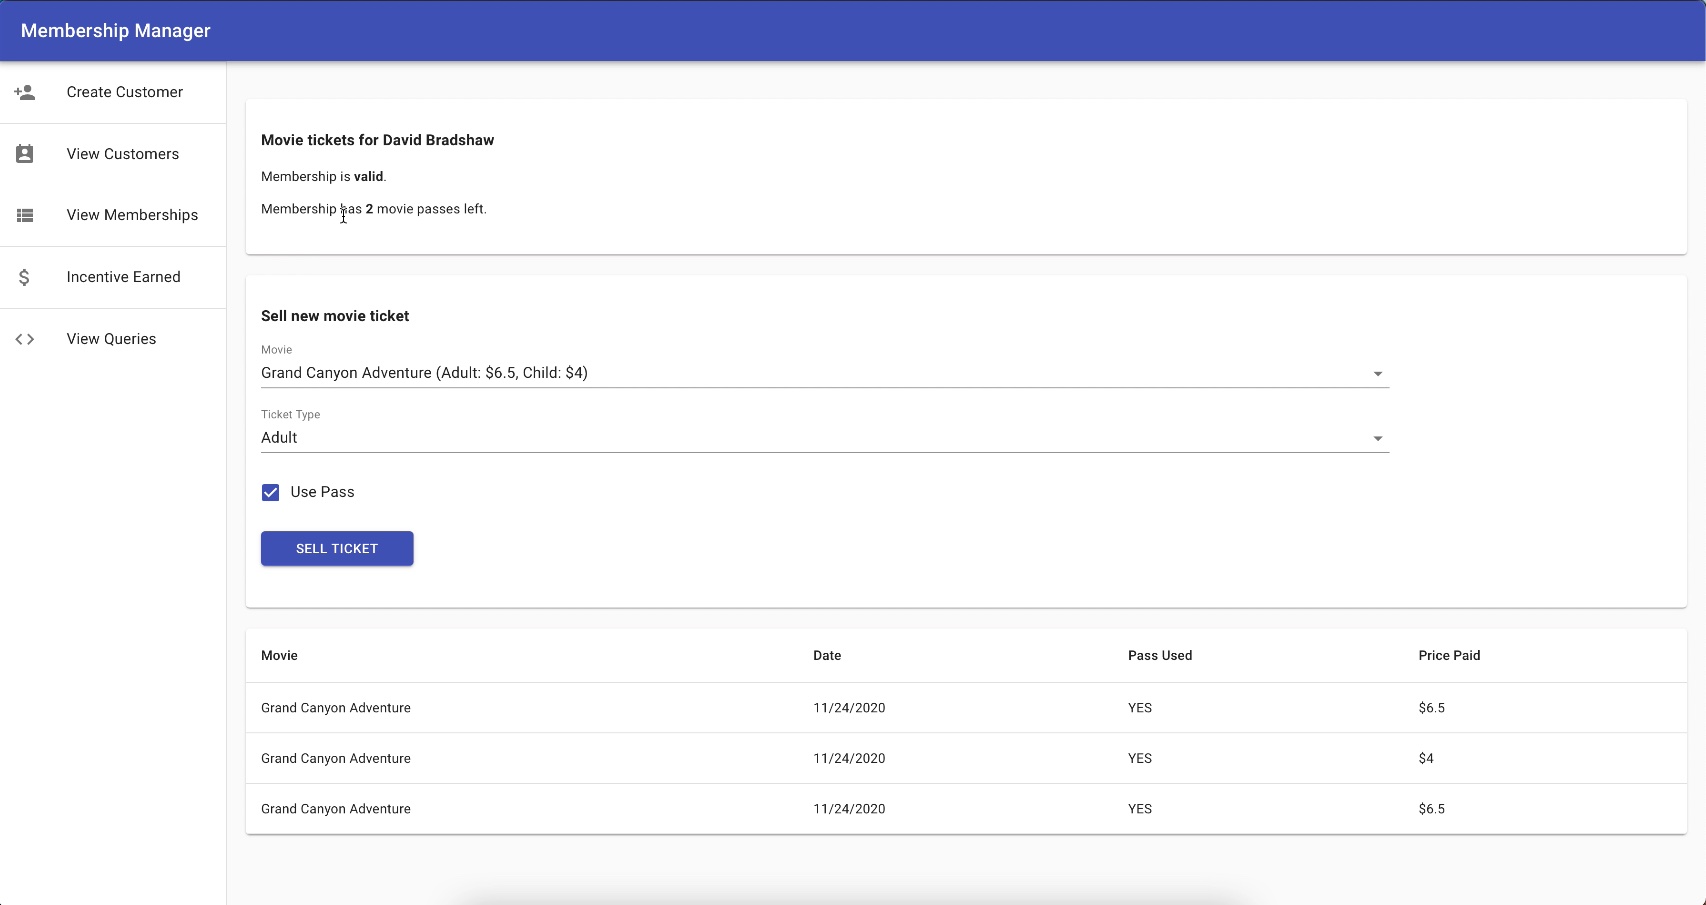 Membership Manager
Create Customer
View Customers
View Memberships
Incentive Earned
View Queries
Movie tickets for David Bradshaw
Membership is valid.
Membership has 2 movie passes left.
Sell new movie ticket
Movie
Grand Canyon Adventure (Adult: $6.5, Child: $4)
Ticket Type
Adult
Use Pass
SELL TICKET
Movie Date Pass Used Price Paid
Grand Canyon Adventure 11/24/2020 YES $6.5
Grand Canyon Adventure 11/24/2020 YES $4
Grand Canyon Adventure 11/24/2020 YES $6.5